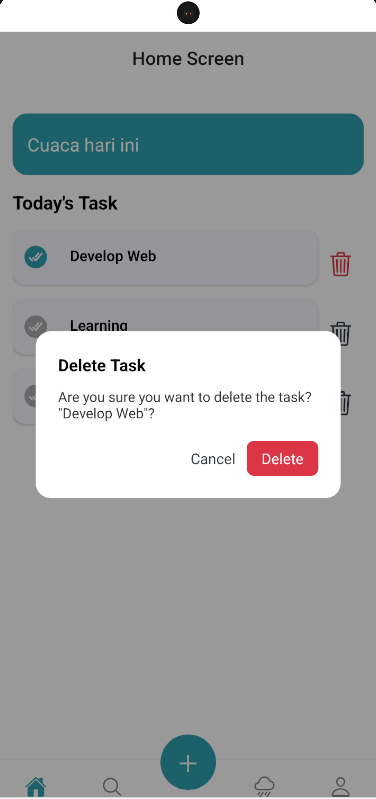 Home Screen
Cuaca hari ini
Today's Task
Develop Web
Learning
Delete Task
Are you sure you want to delete the task?
"Develop Web"?
Cancel
Delete